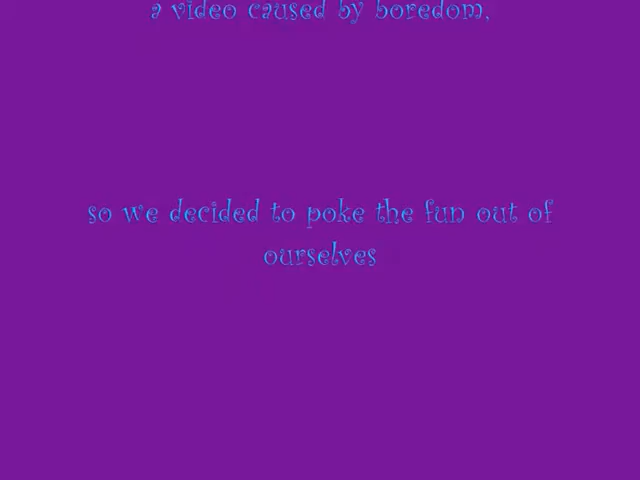 a video caused by boredom,
so we decided to poke the fun out of
ourselves